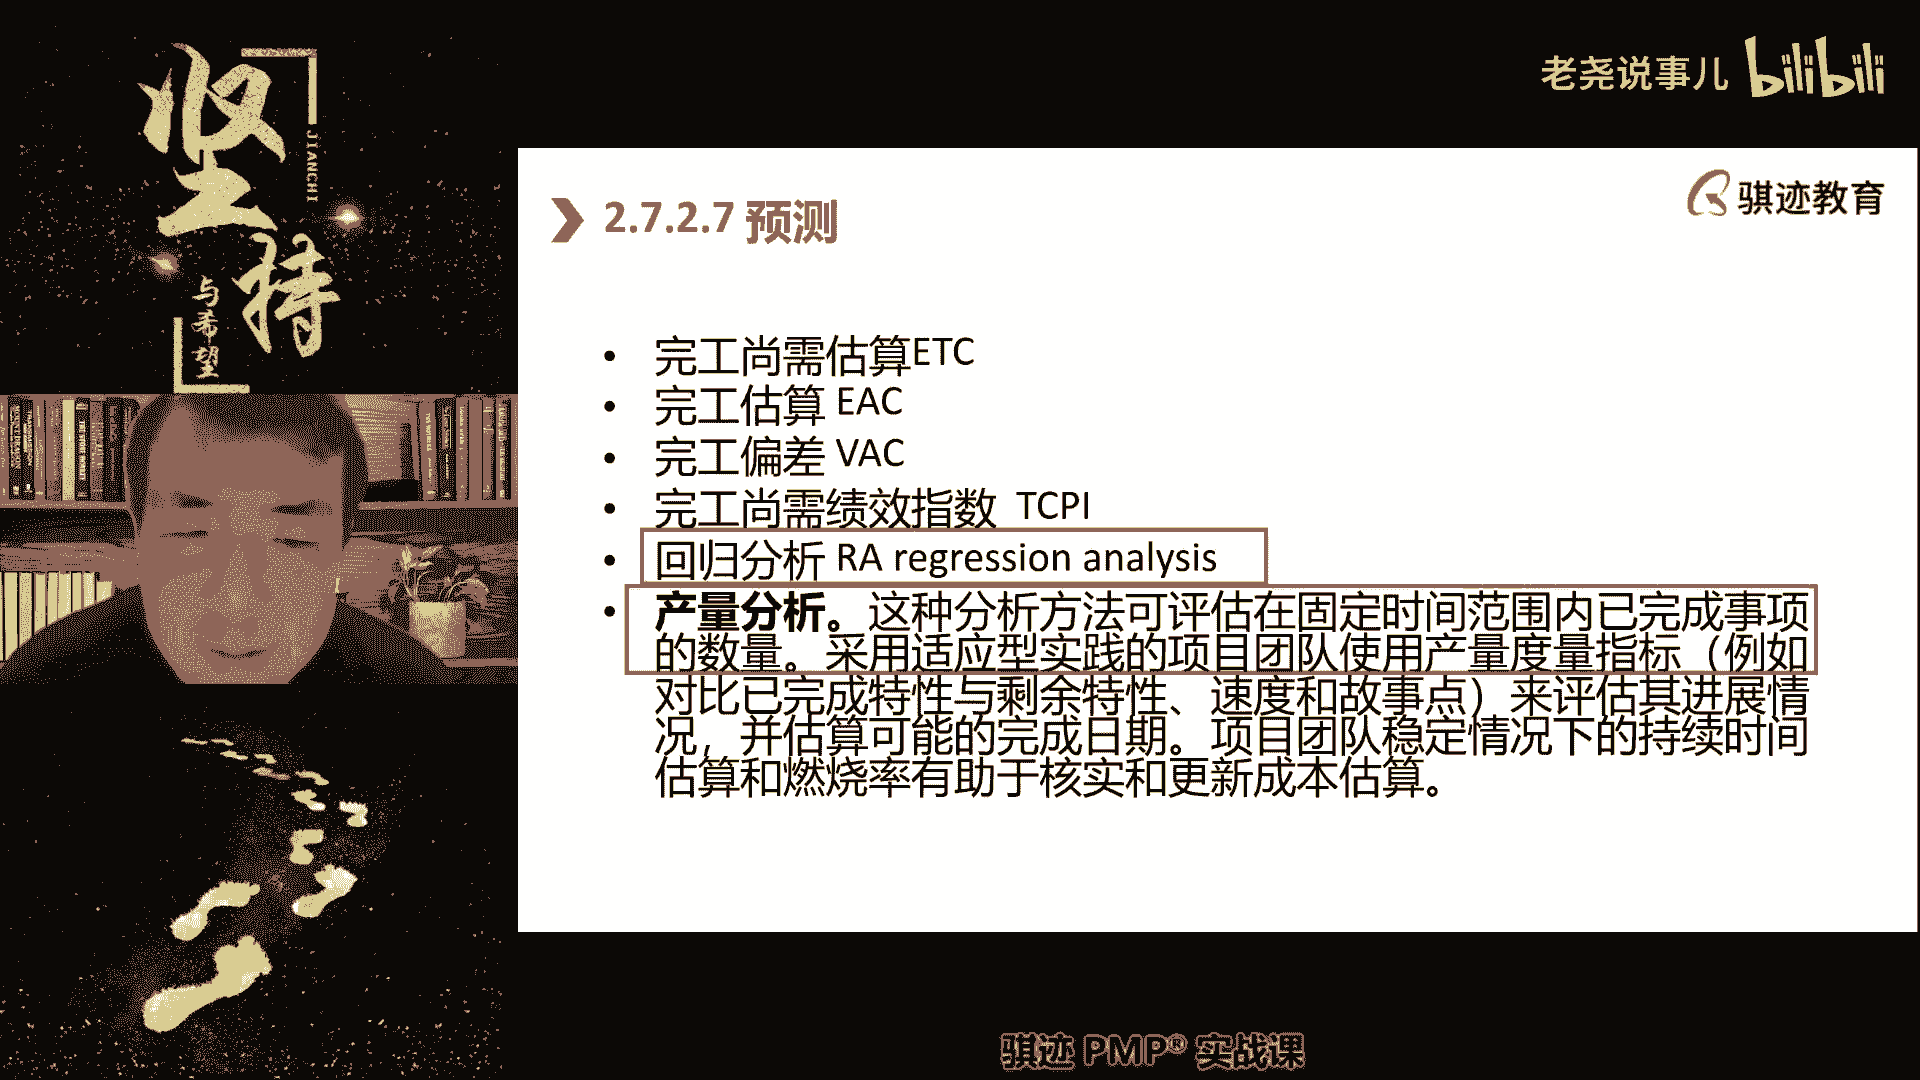 坚持
JIANCHI
与希望
老尧说事儿 bilibili
骐迹教育
2.7.2.7 预测
• 完工尚需估算ETC
• 完工估算 EAC
• 完工偏差 VAC
• 完工尚需绩效指数 TCPI
• 回归分析 RA regression analysis
• 产量分析。这种分析方法可评估在固定时间范围内已完成事项
的数量。采用适应型实践的项目团队使用产量度量指标（例如
对比已完成特性与剩余特性、速度和故事点）来评估其进展情
况，并估算可能的完成日期。项目团队稳定情况下的持续时间
估算和燃烧率有助于核实和更新成本估算。
骐迹 PMP® 实战课